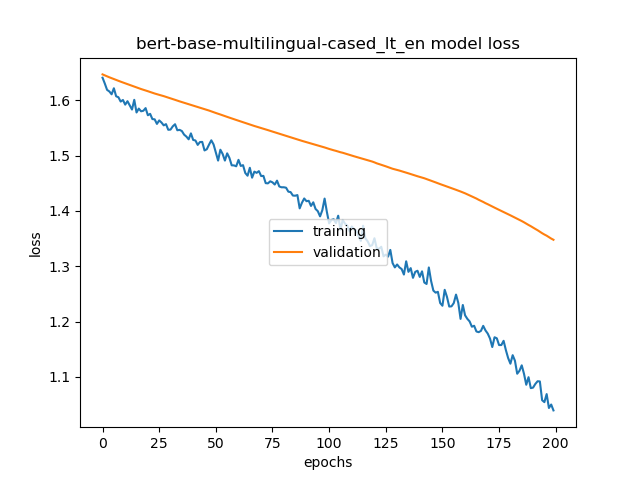 bert-base-multilingual-cased_lt_en model loss
loss
1.6
1.5
1.4
1.3
1.2
1.1
training
validation
0 25 50 75 100 125 150 175 200
epochs